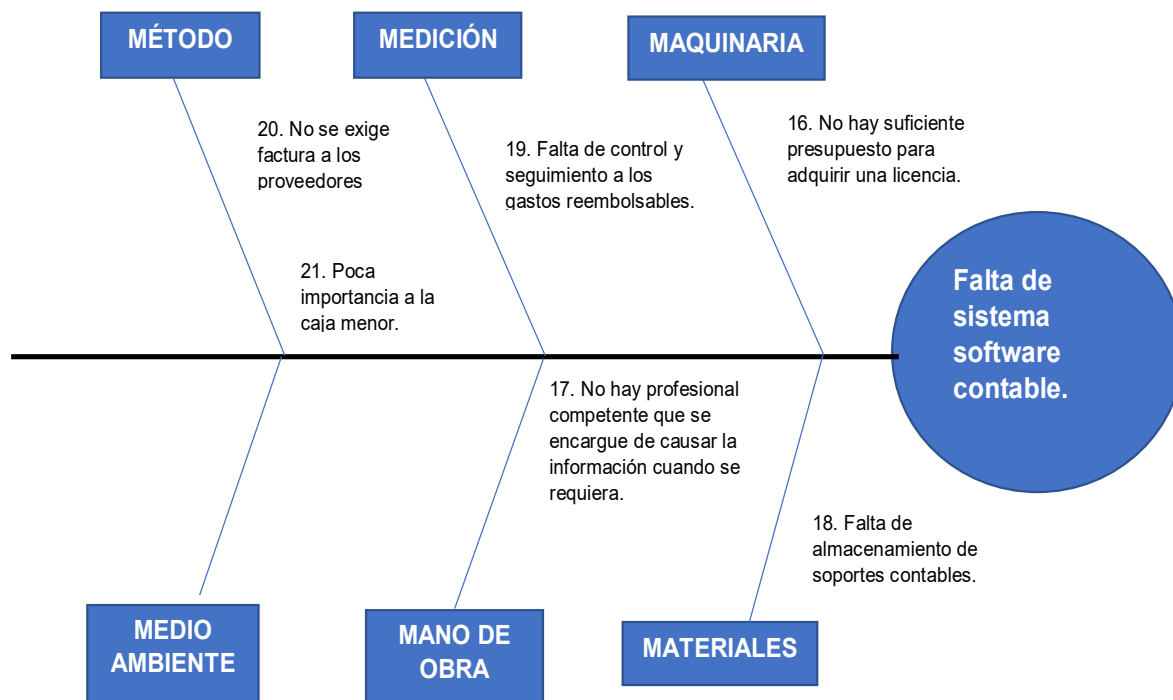 MÉTODO
MEDICIÓN
MAQUINARIA
20. No se exige
factura a los
proveedores
19. Falta de control y
seguimiento a los
gastos reembolsables.
16. No hay suficiente
presupuesto para
adquirir una licencia.
21. Poca
importancia a la
caja menor.
Falta de
sistema
software
contable.
17. No hay profesional
competente que se
encargue de causar la
información cuando se
requiera.
18. Falta de
almacenamiento de
soportes contables.
MEDIO
AMBIENTE
MANO DE
OBRA
MATERIALES